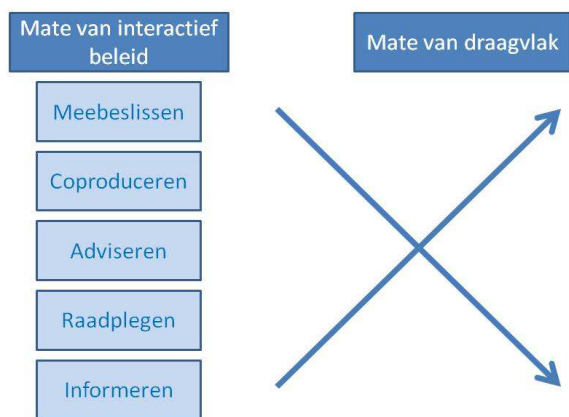 Mate van interactief
beleid
Mate van draagvlak
Meebeslissen
Coproduceren
Adviseren
Raadplegen
Informeren